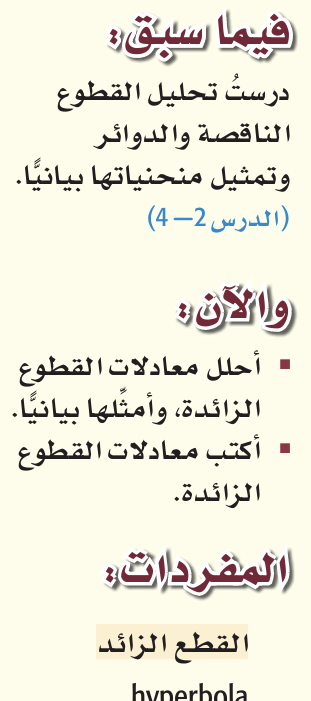 فيما سبق:
درستُ تحليل القطوع
الناقصة والدوائر
وتمثيل منحنياتها بيانيًّا.
(الدرس 2—4)
والآن:
▪ أحلل معادلات القطوع
الزائدة، وأمثِّلها بيانيًّا.
▪ أكتب معادلات القطوع
الزائدة.
المفردات:
القطع الزائد
hyperbola